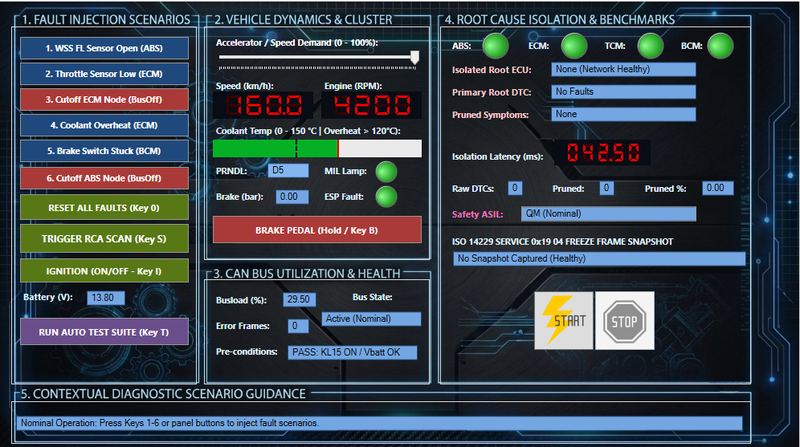 1. FAULT INJECTION SCENARIOS
1. WSS FL Sensor Open (ABS)
2. Throttle Sensor Low (ECM)
3. Cutoff ECM Node (BusOff)
4. Coolant Overheat (ECM)
5. Brake Switch Stuck (BCM)
6. Cutoff ABS Node (BusOff)
RESET ALL FAULTS (Key 0)
TRIGGER RCA SCAN (Key S)
IGNITION (ON/OFF - Key I)
Battery (V): 13.80
RUN AUTO TEST SUITE (Key T)
2. VEHICLE DYNAMICS & CLUSTER
Accelerator / Speed Demand (0 - 100%):
Speed (km/h): Engine (RPM):
160.0 4200
Coolant Temp (0 - 150 °C | Overheat > 120°C):
PRNDL: D5 MIL Lamp:
Brake (bar): 0.00 ESP Fault:
BRAKE PEDAL (Hold / Key B)
3. CAN BUS UTILIZATION & HEALTH
Busload (%): 29.50 Bus State:
Active (Nominal)
Error Frames: 0
Pre-conditions: PASS: KL15 ON / Vbatt OK
4. ROOT CAUSE ISOLATION & BENCHMARKS
ABS: ECM: TCM: BCM:
Isolated Root ECU: None (Network Healthy)
Primary Root DTC: No Faults
Pruned Symptoms: None
Isolation Latency (ms): 042.50
Raw DTCs: 0 Pruned: 0 Pruned %: 0.00
Safety ASIL: QM (Nominal)
ISO 14229 SERVICE 0x19 04 FREEZE FRAME SNAPSHOT
No Snapshot Captured (Healthy)
START STOP
5. CONTEXTUAL DIAGNOSTIC SCENARIO GUIDANCE
Nominal Operation: Press Keys 1-6 or panel buttons to inject fault scenarios.